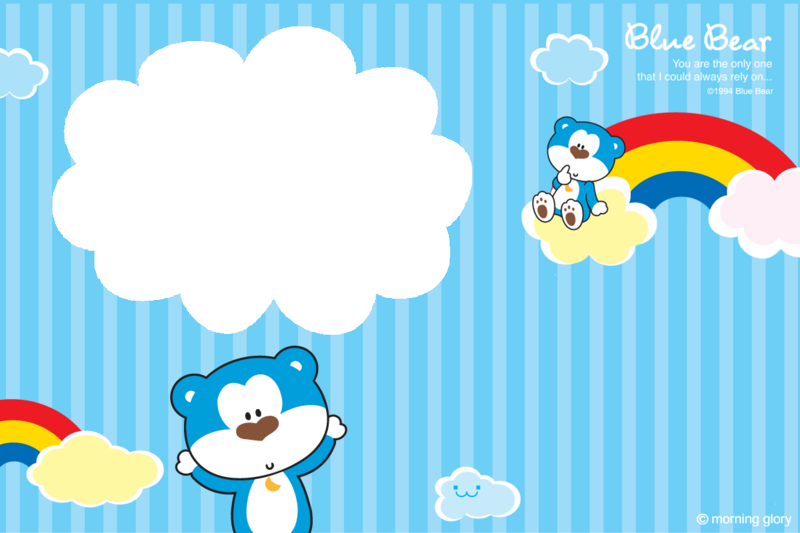 Blue Bear
You are the only one
that I could always rely on...
©1994 Blue Bear
© morning glory